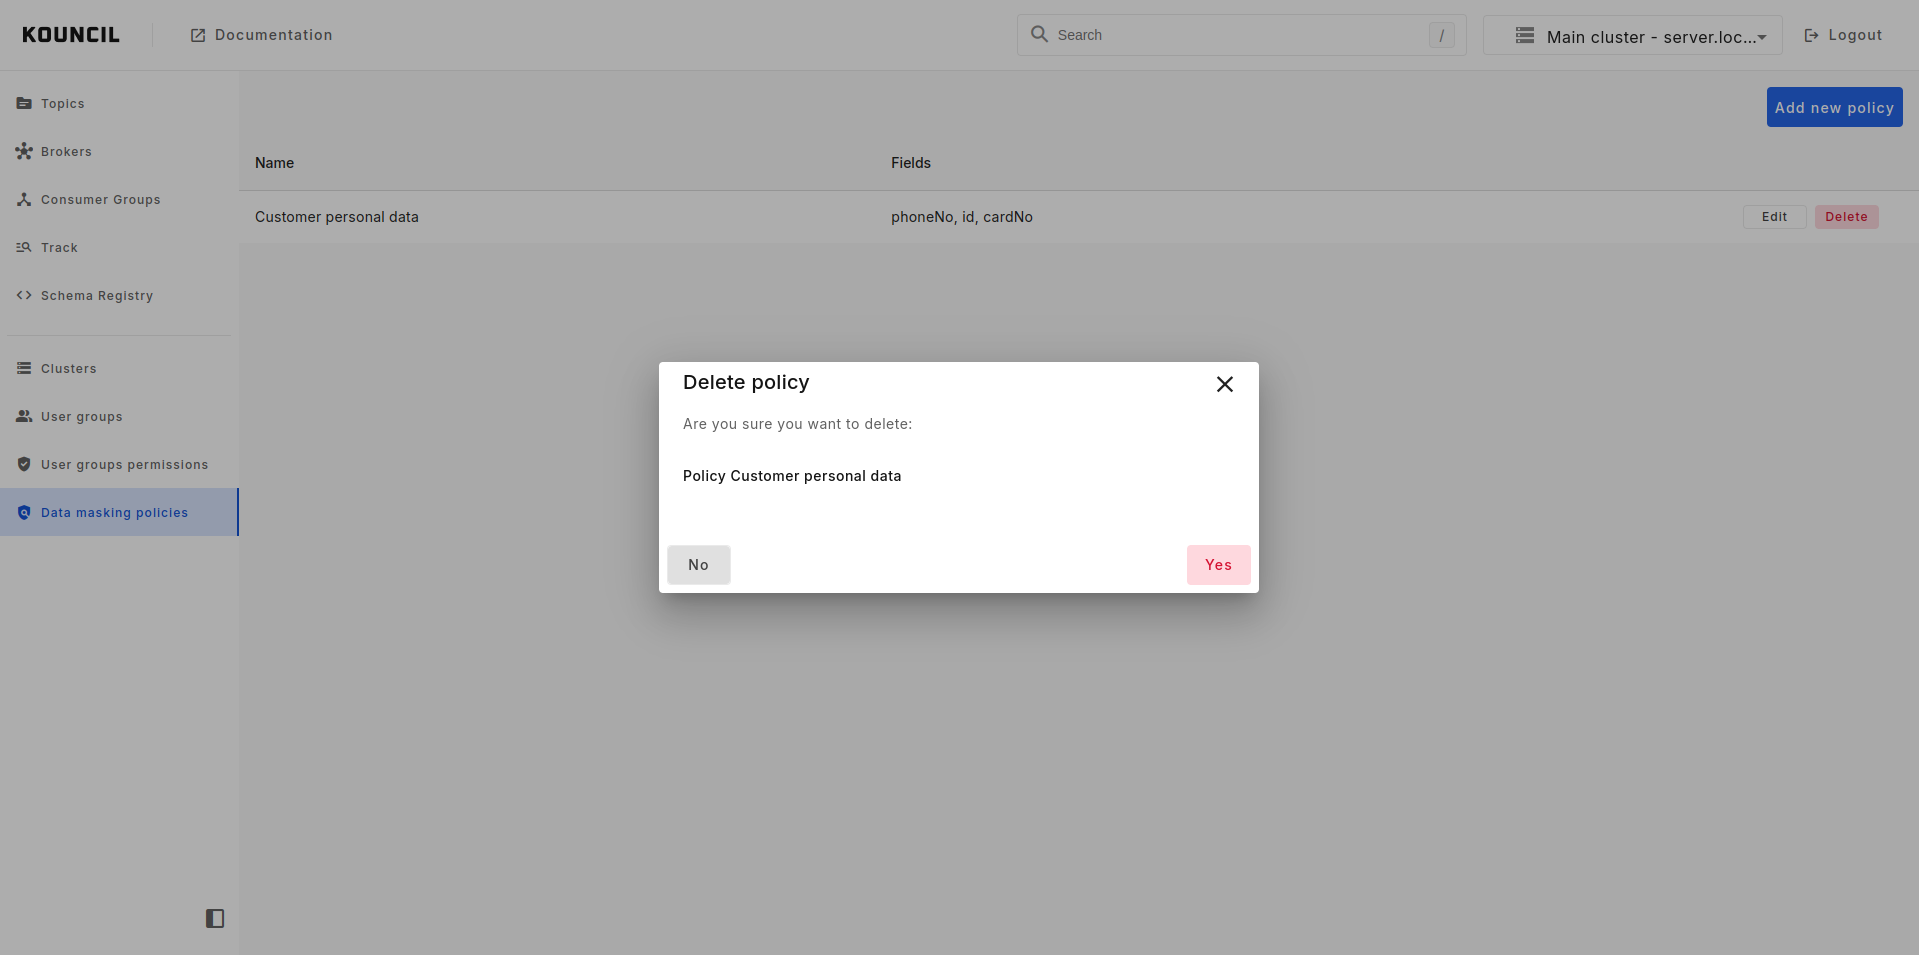 KOUNCIL
Documentation
Search
/
Main cluster - server.loc...
Logout
Topics
Brokers
Consumer Groups
Track
Schema Registry
Clusters
User groups
User groups permissions
Data masking policies
Add new policy
Name Fields
Customer personal data phoneNo, id, cardNo Edit Delete
Delete policy
Are you sure you want to delete:
Policy Customer personal data
No Yes